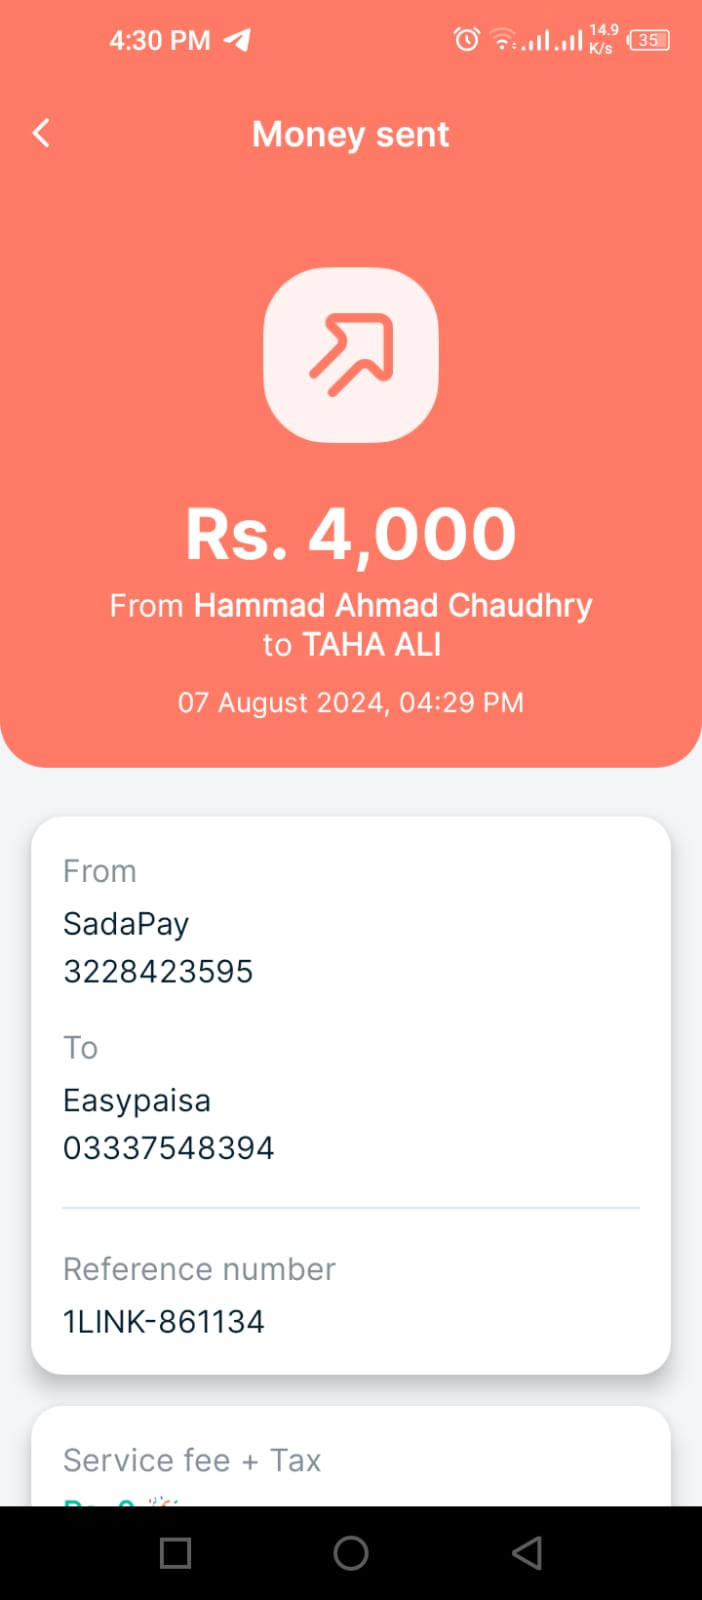 4:30 PM
14.9
K/s
35
Money sent
Rs. 4,000
From Hammad Ahmad Chaudhry
to TAHA ALI
07 August 2024, 04:29 PM
From
SadaPay
3228423595
To
Easypaisa
03337548394
Reference number
1LINK-861134
Service fee + Tax